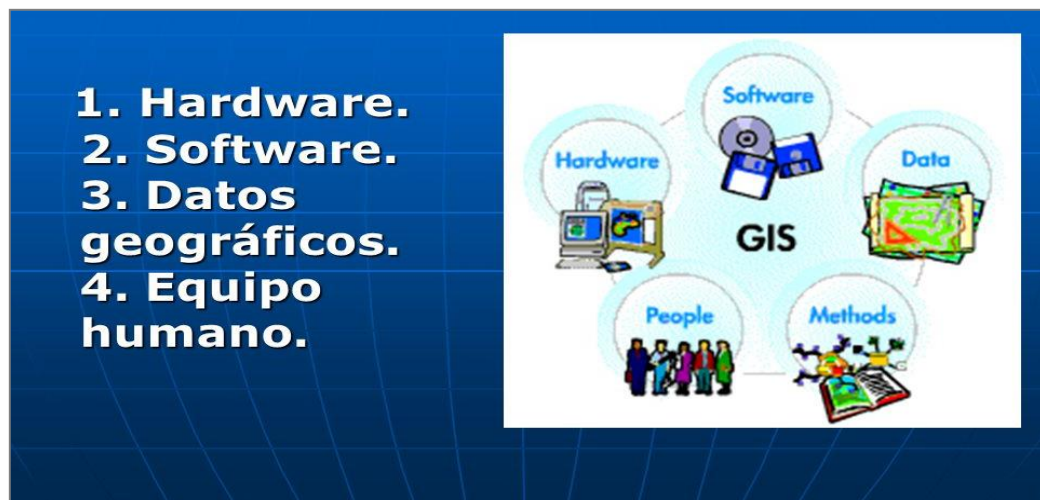 1. Hardware.
2. Software.
3. Datos
geográficos.
4. Equipo
humano.
Software
Hardware
Data
GIS
People
Methods